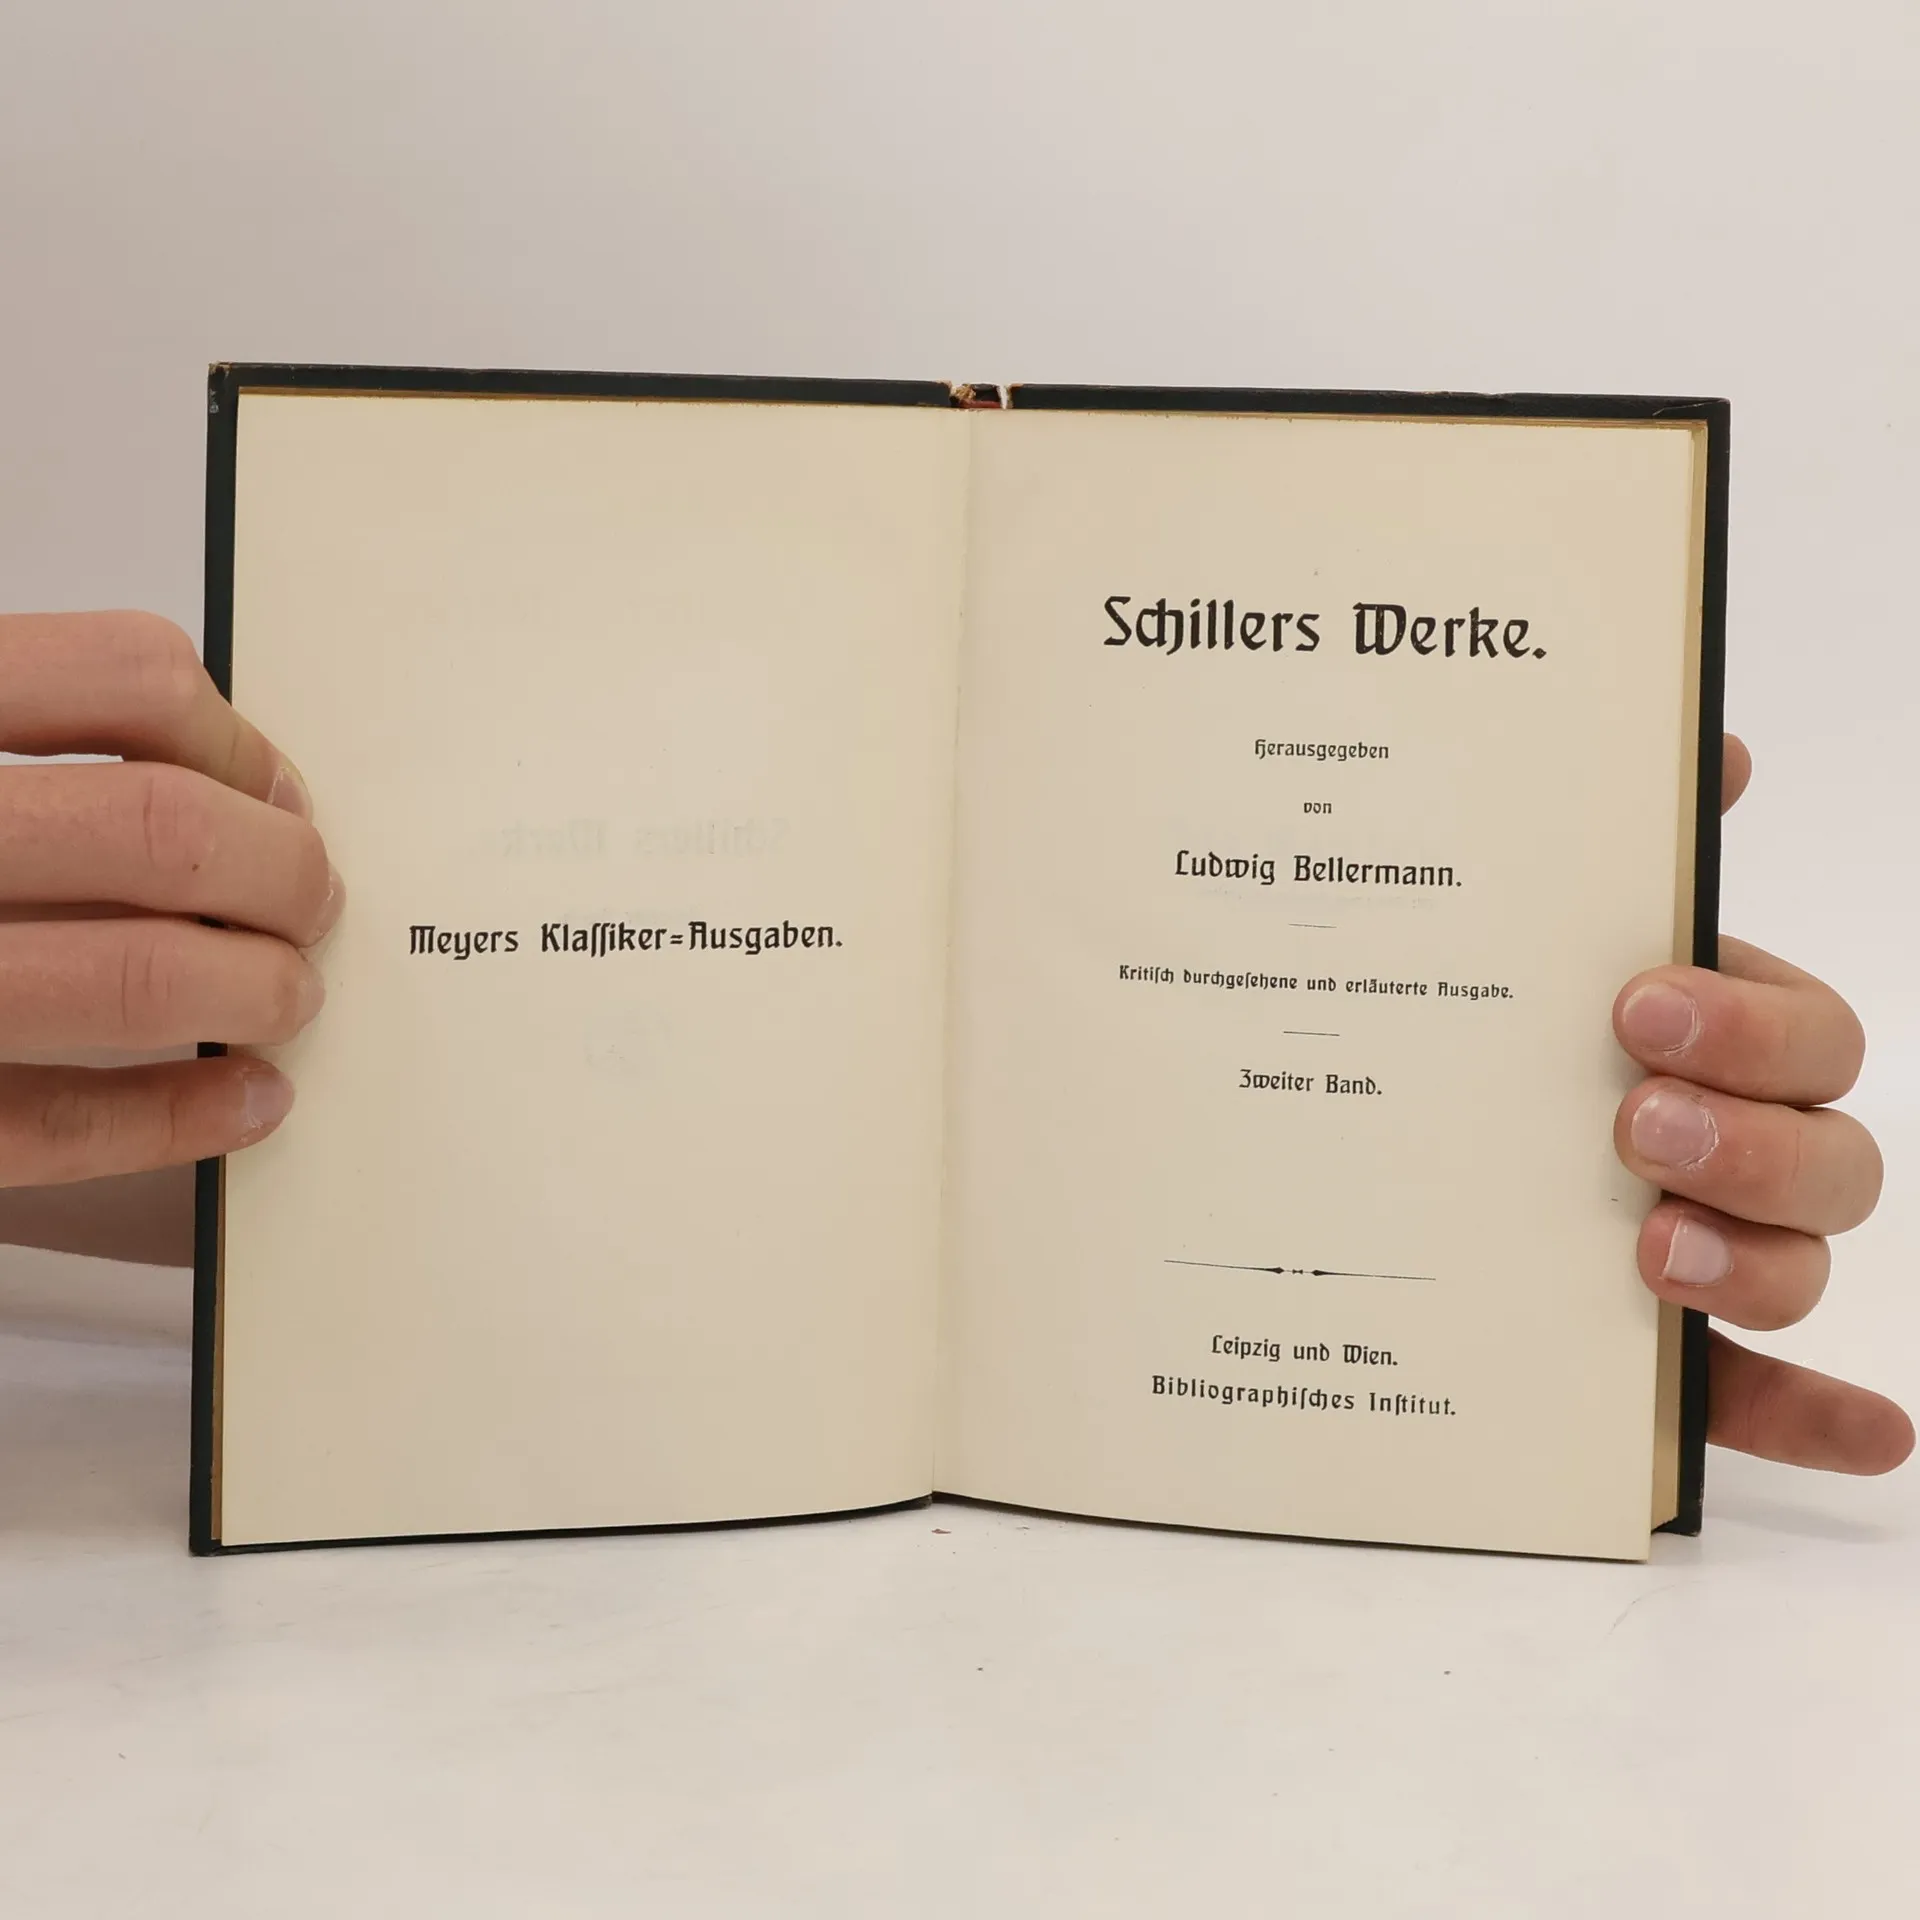 Meyers Klaſſiker=Ausgaben.
Schillers Werke.
Herausgegeben
von
Ludwig Bellermann.
Kritiſch durchgeſehene und erläuterte Ausgabe.
Zweiter Band.
Leipzig und Wien.
Bibliographiſches Inſtitut.